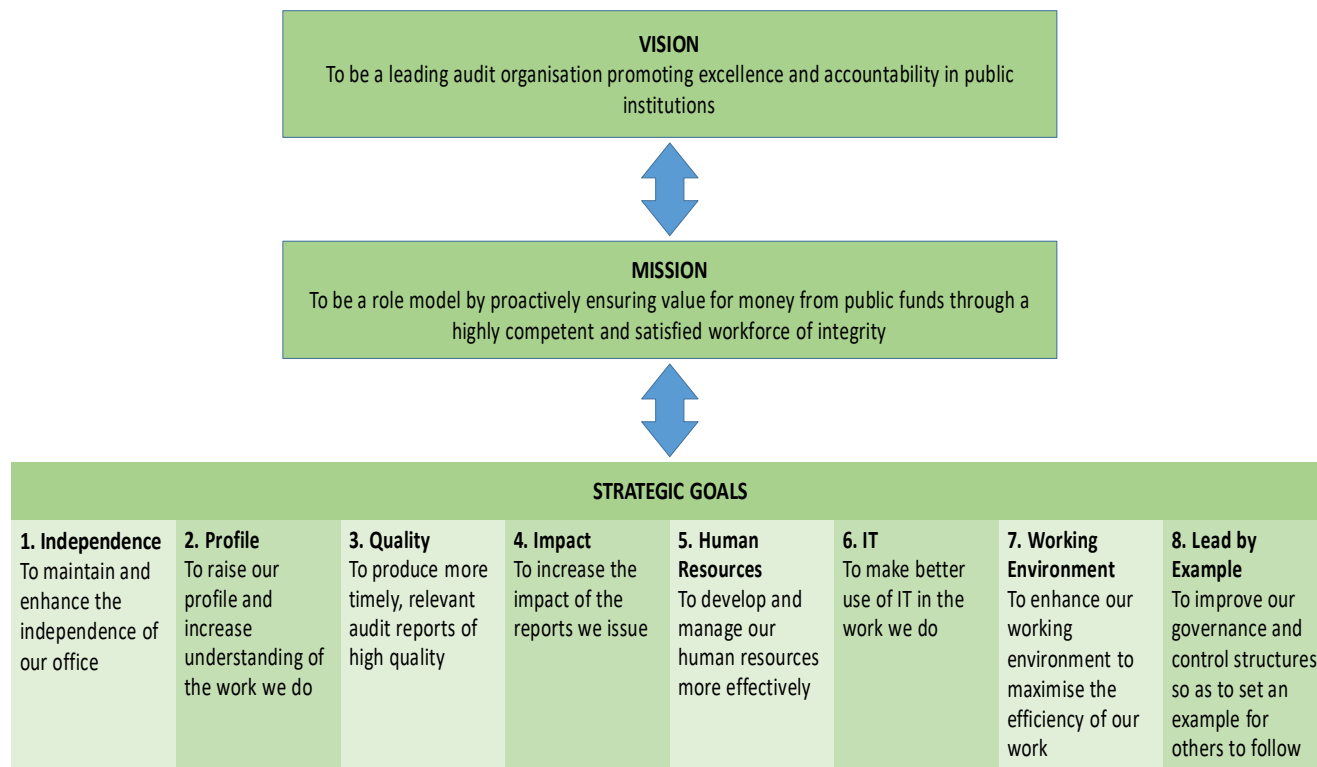 VISION
To be a leading audit organisation promoting excellence and accountability in public
institutions
MISSION
To be a role model by proactively ensuring value for money from public funds through a
highly competent and satisfied workforce of integrity
STRATEGIC GOALS
1. Independence
To maintain and
enhance the
independence of
our office
2. Profile
To raise our
profile and
increase
understanding of
the work we do
3. Quality
To produce more
timely, relevant
audit reports of
high quality
4. Impact
To increase the
impact of the
reports we issue
5. Human
Resources
To develop and
manage our
human resources
more effectively
6. IT
To make better
use of IT in the
work we do
7. Working
Environment
To enhance our
working
environment to
maximise the
efficiency of our
work
8. Lead by
Example
To improve our
governance and
control structures
so as to set an
example for
others to follow